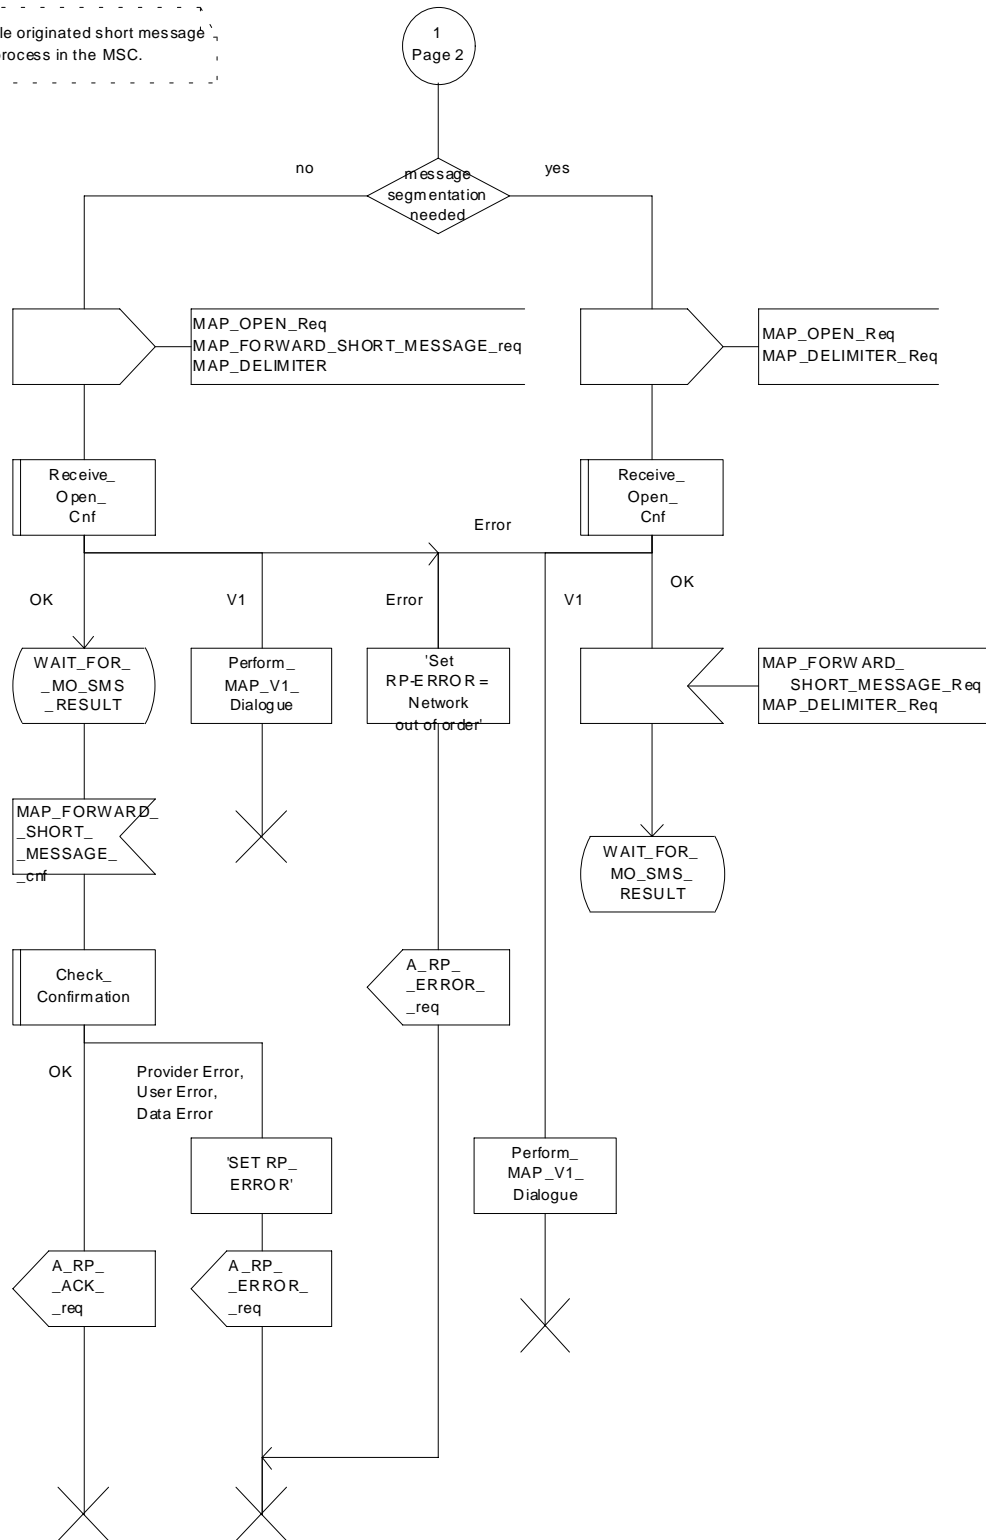 le originated short message
rocess in the MSC.
1
Page 2
no
message
segmentation
needed
yes
MAP_OPEN_Req
MAP_FORWARD_SHORT_MESSAGE_req
MAP_DELIMITER
MAP_OPEN_Req
MAP_DELIMITER_Req
Receive_
Open_
Cnf
Receive_
Open_
Cnf
Error
OK
V1
Error
V1
OK
WAIT_FOR_
_MO_SMS
_RESULT
Perform_
MAP_V1_
Dialogue
'Set
RP-ERROR =
Network
out of order'
MAP_FORWARD_
SHORT_MESSAGE_Req
MAP_DELIMITER_Req
MAP_FORWARD_
_SHORT_
_MESSAGE_
_cnf
WAIT_FOR_
MO_SMS_
RESULT
Check_
Confirmation
A_RP_
_ERROR_
_req
OK
Provider Error,
User Error,
Data Error
'SET RP_
ERROR'
Perform_
MAP_V1_
Dialogue
A_RP_
_ACK_
_req
A_RP_
_ERROR_
_req